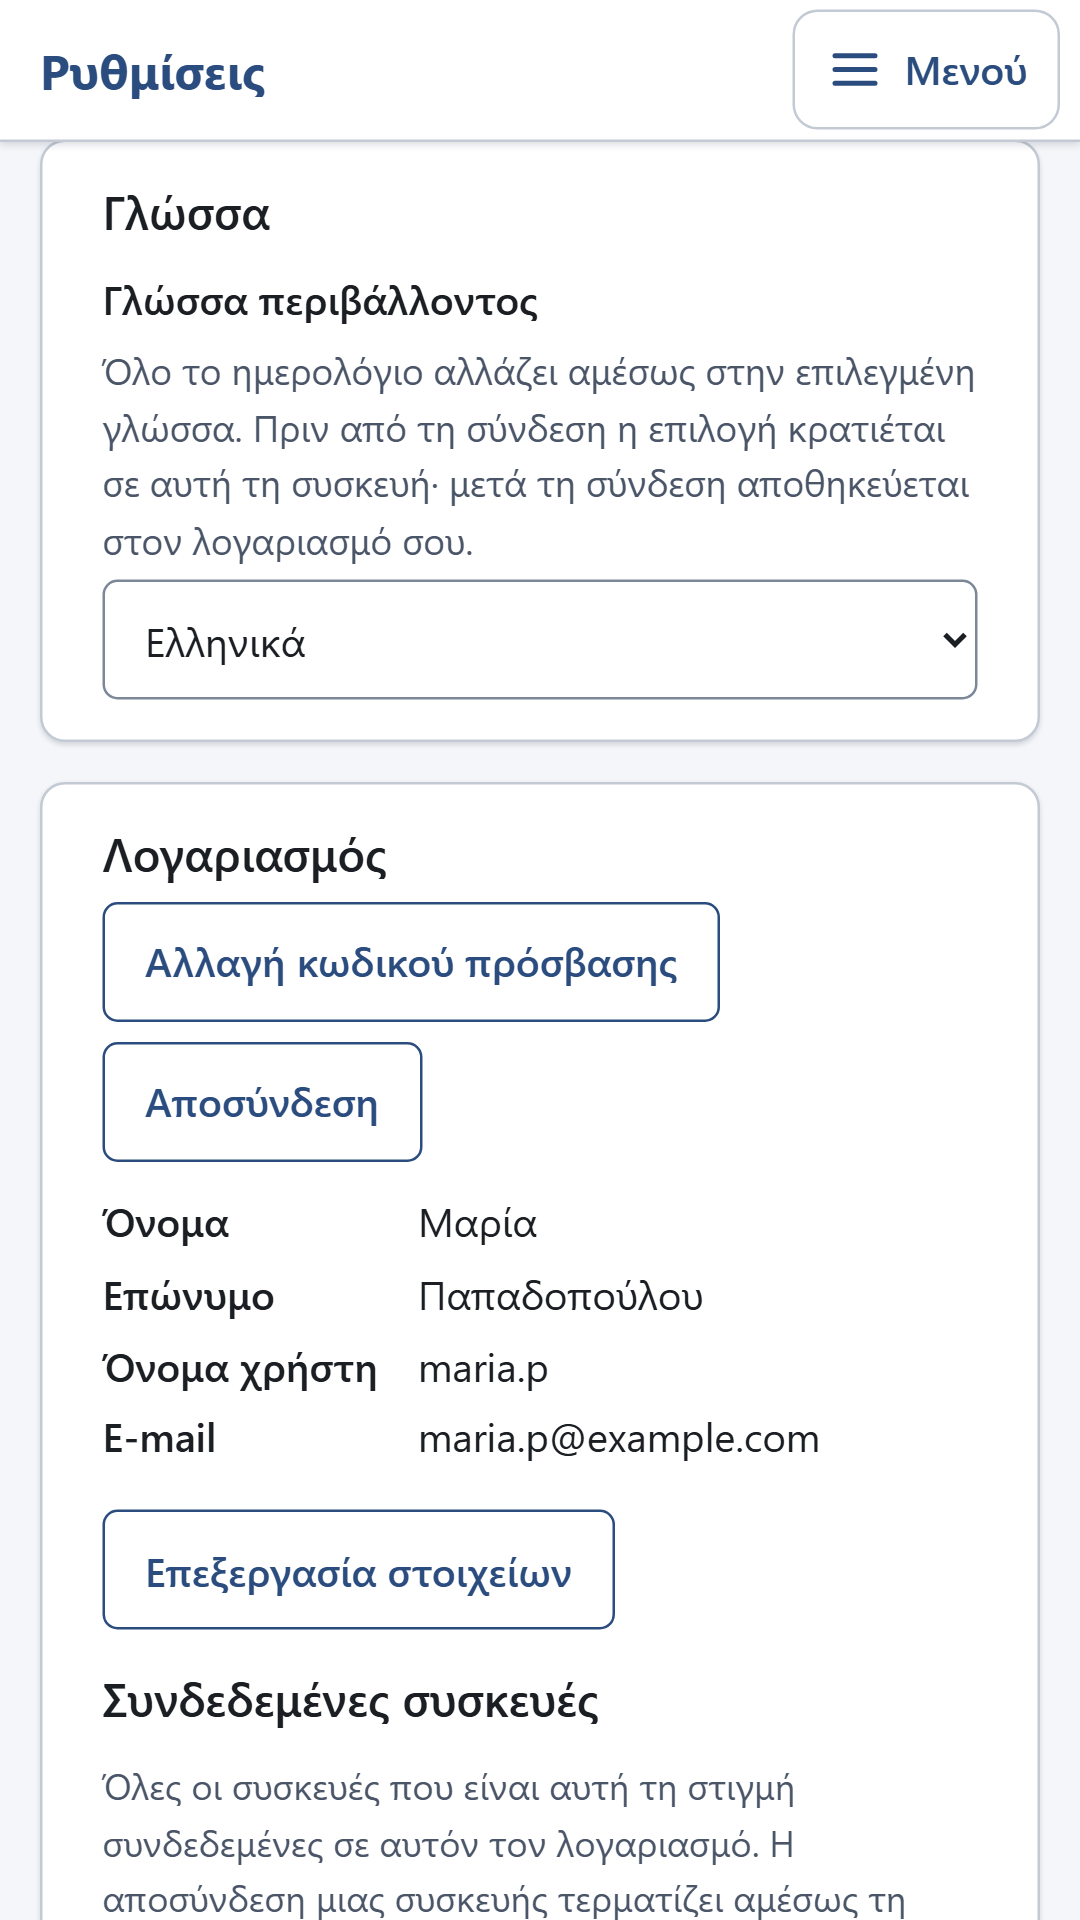 Ρυθμίσεις
Μενού
Γλώσσα
Γλώσσα περιβάλλοντος
Όλο το ημερολόγιο αλλάζει αμέσως στην επιλεγμένη
γλώσσα. Πριν από τη σύνδεση η επιλογή κρατιέται
σε αυτή τη συσκευή· μετά τη σύνδεση αποθηκεύεται
στον λογαριασμό σου.
Ελληνικά
Λογαριασμός
Αλλαγή κωδικού πρόσβασης
Αποσύνδεση
Όνομα Μαρία
Επώνυμο Παπαδοπούλου
Όνομα χρήστη maria.p
E-mail maria.p@example.com
Επεξεργασία στοιχείων
Συνδεδεμένες συσκευές
Όλες οι συσκευές που είναι αυτή τη στιγμή
συνδεδεμένες σε αυτόν τον λογαριασμό. Η
αποσύνδεση μιας συσκευής τερματίζει αμέσως τη